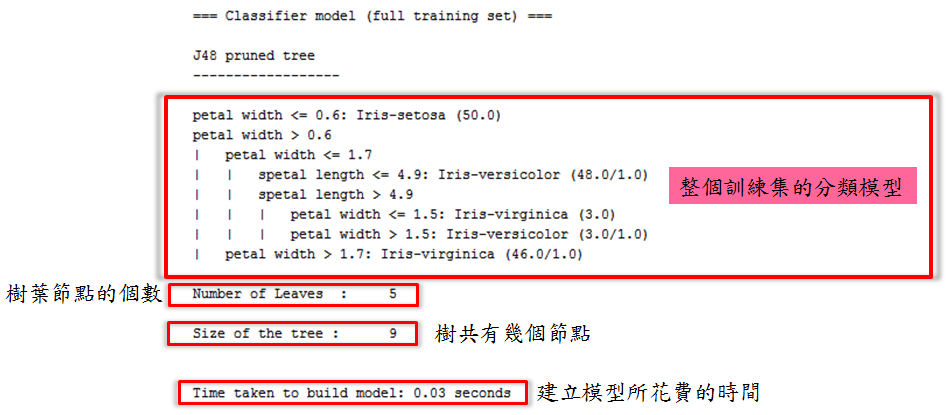 === Classifier model (full training set) ===
J48 pruned tree
------------------
petal width <= 0.6: Iris-setosa (50.0)
petal width > 0.6
|   petal width <= 1.7
|   |   spetal length <= 4.9: Iris-versicolor (48.0/1.0)
|   |   spetal length > 4.9
|   |   |   petal width <= 1.5: Iris-virginica (3.0)
|   |   |   petal width > 1.5: Iris-versicolor (3.0/1.0)
|   petal width > 1.7: Iris-virginica (46.0/1.0)
整個訓練集的分類模型
樹葉節點的個數
Number of Leaves  :     5
Size of the tree :      9
樹共有幾個節點
Time taken to build model: 0.03 seconds
建立模型所花費的時間